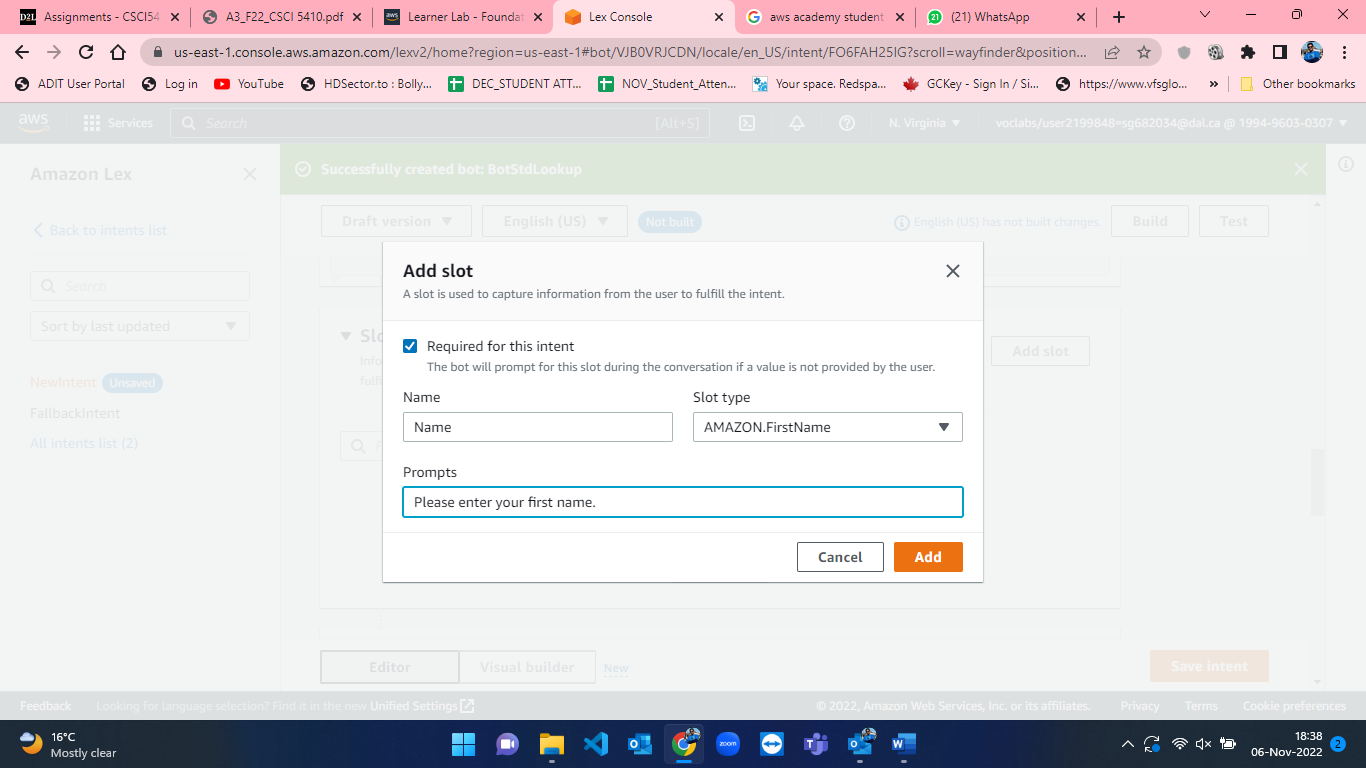 Assignments - CSCI54
A3_F22_CSCI 5410.pdf
Learner Lab - Foundat
Lex Console
aws academy student
(21) WhatsApp
us-east-1.console.aws.amazon.com/lexv2/home?region=us-east-1#bot/VJB0VRJCDN/locale/en_US/intent/FO6FAH25IG?scroll=wayfinder&position...
ADIT User Portal
Log in
YouTube
HDSector.to : Bolly...
DEC_STUDENT ATT...
NOV_Student_Atten...
Your space. Redspa...
GCKey - Sign In / Si...
https://www.vfsglo...
»
Other bookmarks
aws
Services
Search
[Alt+S]
N. Virginia
voclabs/user2199848=sg682034@dal.ca @ 1994-9603-0307
Amazon Lex
Successfully created bot: BotStdLookup
Back to intents list
Draft version
English (US)
Not built
English (US) has not built changes.
Build
Test
Search
Sort by last updated
NewIntent
Unsaved
FallbackIntent
All intents list (2)
Add slot
Add slot
A slot is used to capture information from the user to fulfill the intent.
Required for this intent
The bot will prompt for this slot during the conversation if a value is not provided by the user.
Name
Slot type
Name
AMAZON.FirstName
Prompts
Please enter your first name.
Cancel
Add
Editor
Visual builder
New
Save intent
Feedback
Looking for language selection? Find it in the new Unified Settings
© 2022, Amazon Web Services, Inc. or its affiliates.
Privacy
Terms
Cookie preferences
16°C
Mostly clear
18:38
06-Nov-2022
2